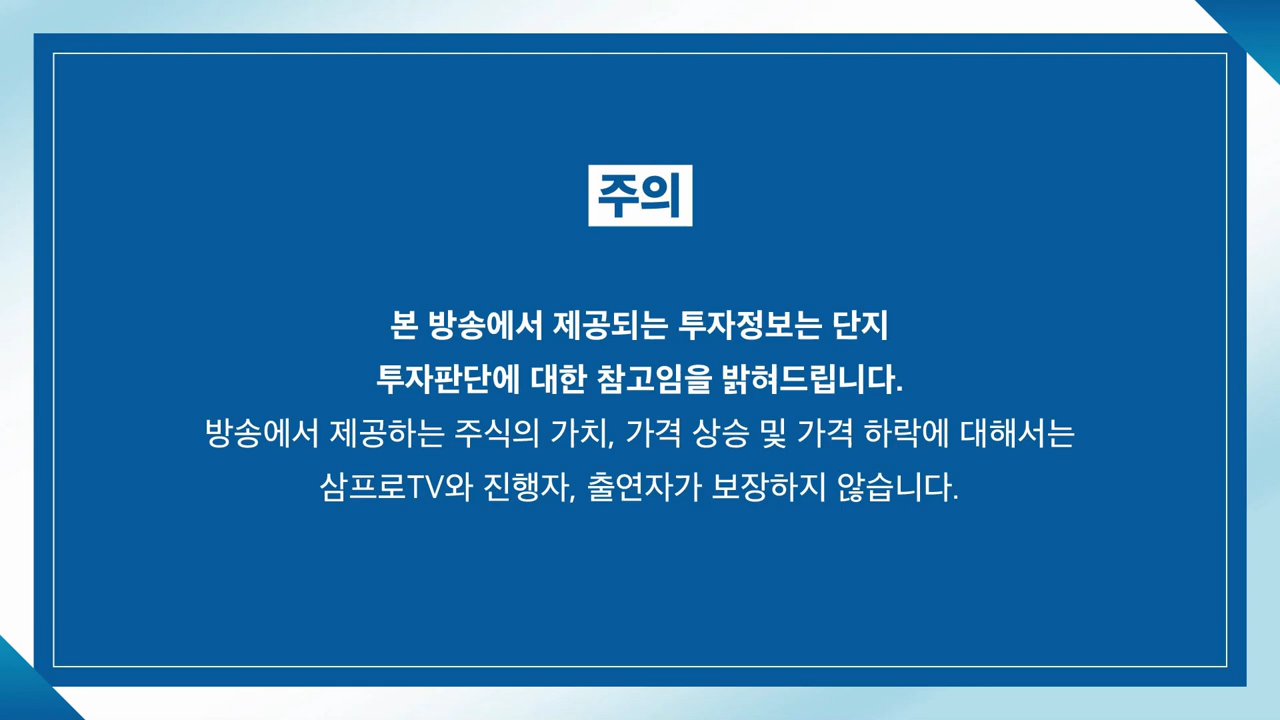 주의
본 방송에서 제공되는 투자정보는 단지
투자판단에 대한 참고임을 밝혀드립니다.
방송에서 제공하는 주식의 가치, 가격 상승 및 가격 하락에 대해서는
삼프로TV와 진행자, 출연자가 보장하지 않습니다.